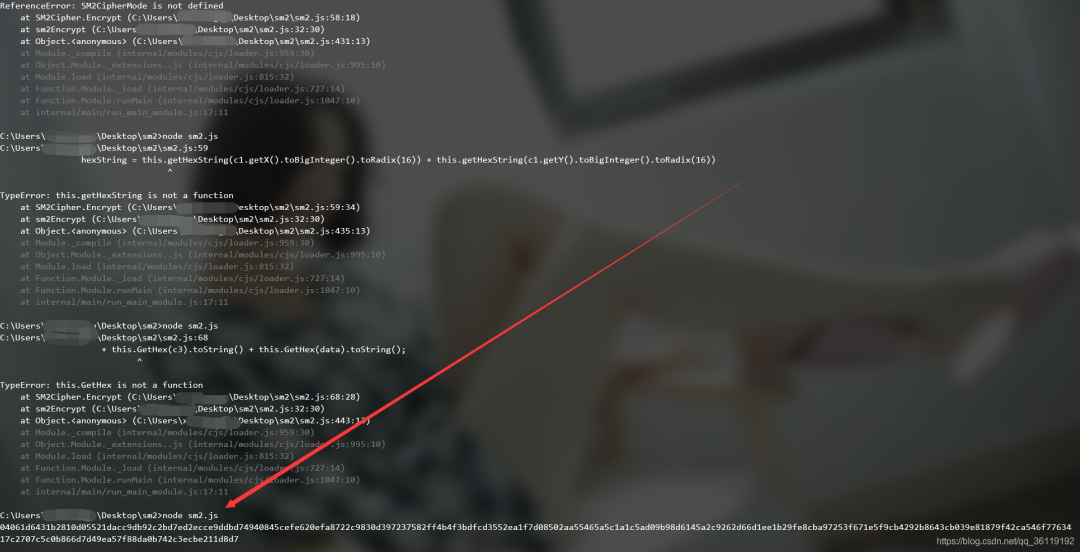 ReferenceError: SM2CipherMode is not defined
at SM2Cipher.Encrypt (C:\Users\ \Desktop\sm2\sm2.js:58:18)
at sm2Encrypt (C:\Users\ \Desktop\sm2\sm2.js:32:30)
at Object.<anonymous> (C:\Users\ \Desktop\sm2\sm2.js:431:13)
at Module._compile (internal/modules/cjs/loader.js:959:30)
at Object.Module._extensions..js (internal/modules/cjs/loader.js:995:10)
at Module.load (internal/modules/cjs/loader.js:815:32)
at Function.Module._load (internal/modules/cjs/loader.js:727:14)
at Function.Module.runMain (internal/modules/cjs/loader.js:1047:10)
at internal/main/run_main_module.js:17:11
C:\Users\ \Desktop\sm2>node sm2.js
C:\Users\ \Desktop\sm2\sm2.js:59
hexString = this.getHexString(c1.getX().toBigInteger().toRadix(16)) + this.getHexString(c1.getY().toBigInteger().toRadix(16))
^
TypeError: this.getHexString is not a function
at SM2Cipher.Encrypt (C:\Users\ Desktop\sm2\sm2.js:59:34)
at sm2Encrypt (C:\Users \Desktop\sm2\sm2.js:32:30)
at Object.<anonymous> (C:\Users \Desktop\sm2\sm2.js:435:13)
at Module._compile (internal/modules/cjs/loader.js:959:30)
at Object.Module._extensions..js (internal/modules/cjs/loader.js:995:10)
at Module.load (internal/modules/cjs/loader.js:815:32)
at Function.Module._load (internal/modules/cjs/loader.js:727:14)
at Function.Module.runMain (internal/modules/cjs/loader.js:1047:10)
at internal/main/run_main_module.js:17:11
C:\Users\ \Desktop\sm2>node sm2.js
C:\Users\ \Desktop\sm2\sm2.js:68
+ this.GetHex(c3).toString() + this.GetHex(data).toString();
^
TypeError: this.GetHex is not a function
at SM2Cipher.Encrypt (C:\Users\ \Desktop\sm2\sm2.js:68:28)
at sm2Encrypt (C:\Users\ \Desktop\sm2\sm2.js:32:30)
at Object.<anonymous> (C:\Users\ \Desktop\sm2\sm2.js:443:13)
at Module._compile (internal/modules/cjs/loader.js:959:30)
at Object.Module._extensions..js (internal/modules/cjs/loader.js:995:10)
at Module.load (internal/modules/cjs/loader.js:815:32)
at Function.Module._load (internal/modules/cjs/loader.js:727:14)
at Function.Module.runMain (internal/modules/cjs/loader.js:1047:10)
at internal/main/run_main_module.js:17:11
C:\Users\ \Desktop\sm2>node sm2.js
04061d6431b2810d05521dacc9db92c2bd7ed2ecce9ddbd74940845cefe620efa8722c9830d397237582ff4b4f3bdfcd3552ea1f7d08502aa55465a5c1a1c5ad09b98d6145a2c9262d66d1ee1b29fe8cba97253f671e5f9cb4292b8643cb039e81879f42ca546f77634
17c2707c5c0b866d7d49ea57f88da0b742c3ecbe211d8d7
https://blog.csdn.net/qq_36119192